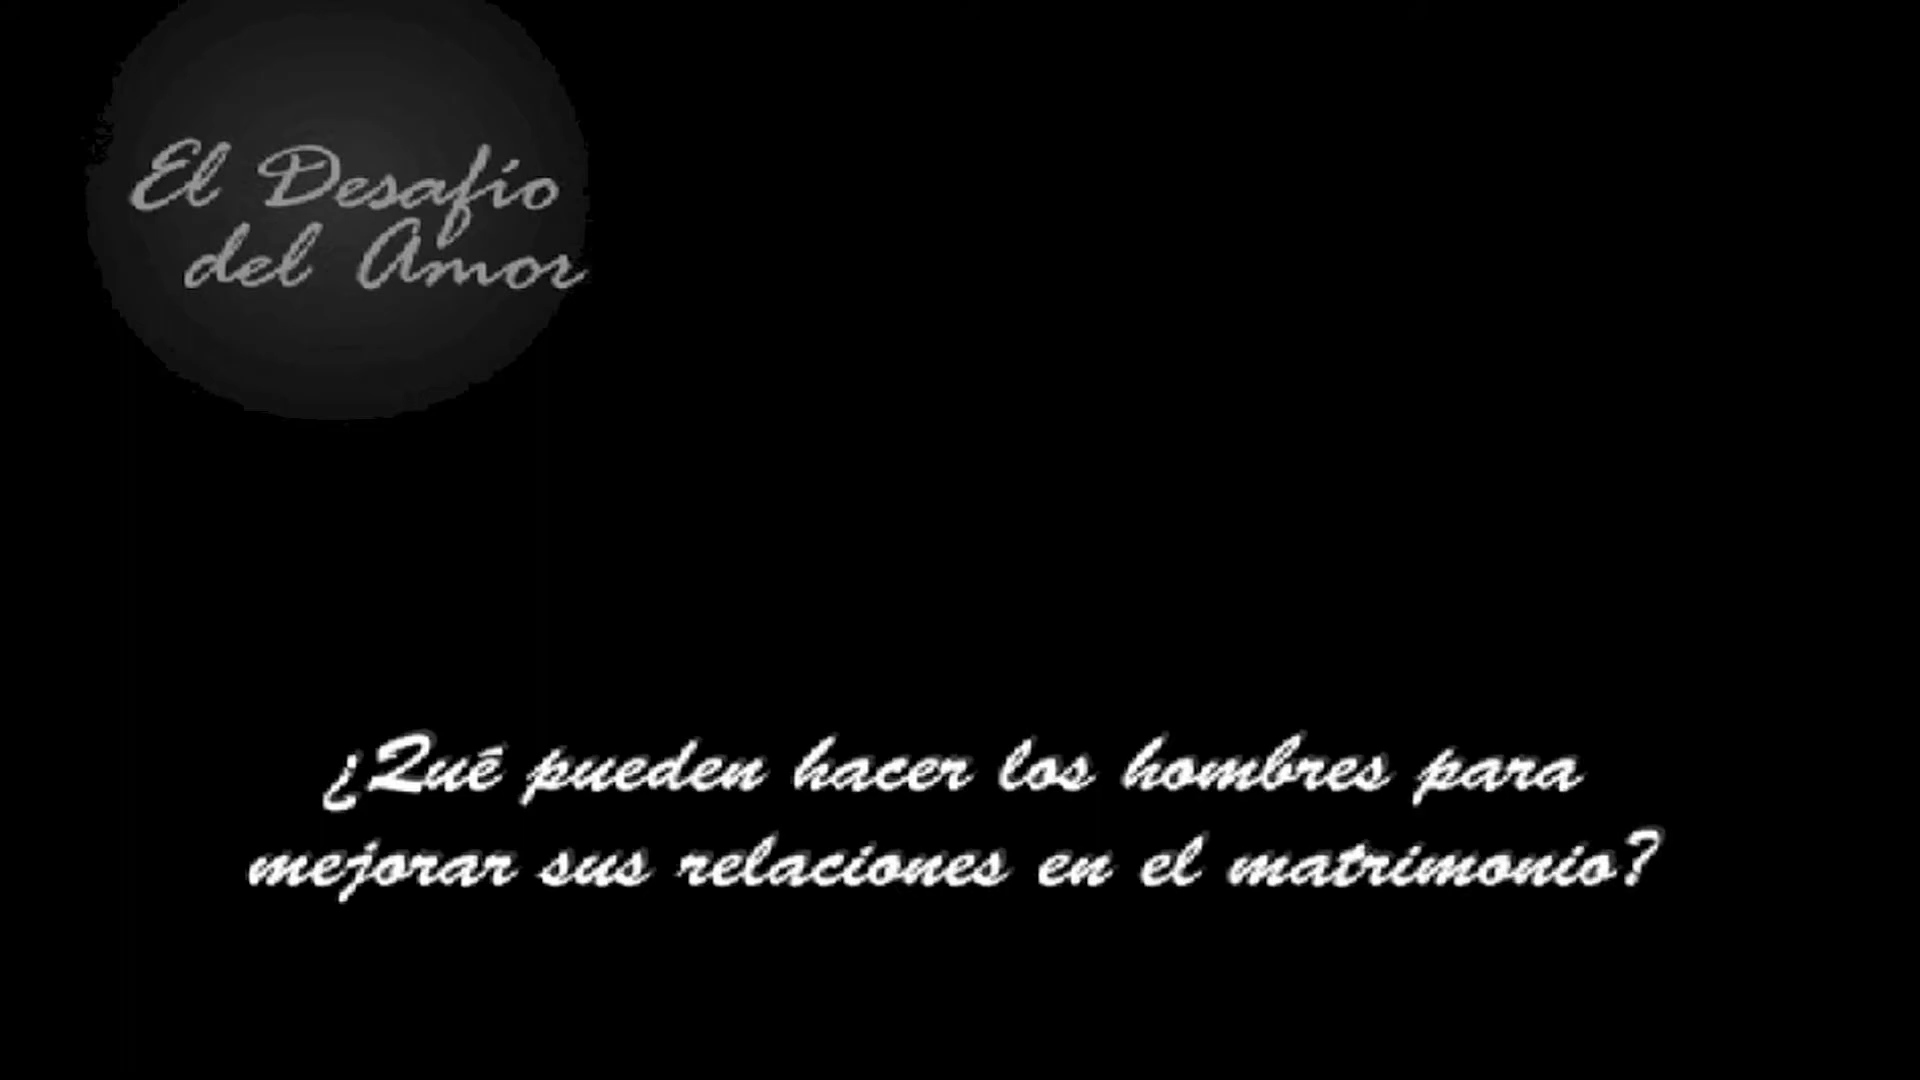 El Desafío
del Amor
¿Qué pueden hacer los hombres para
mejorar sus relaciones en el matrimonio?